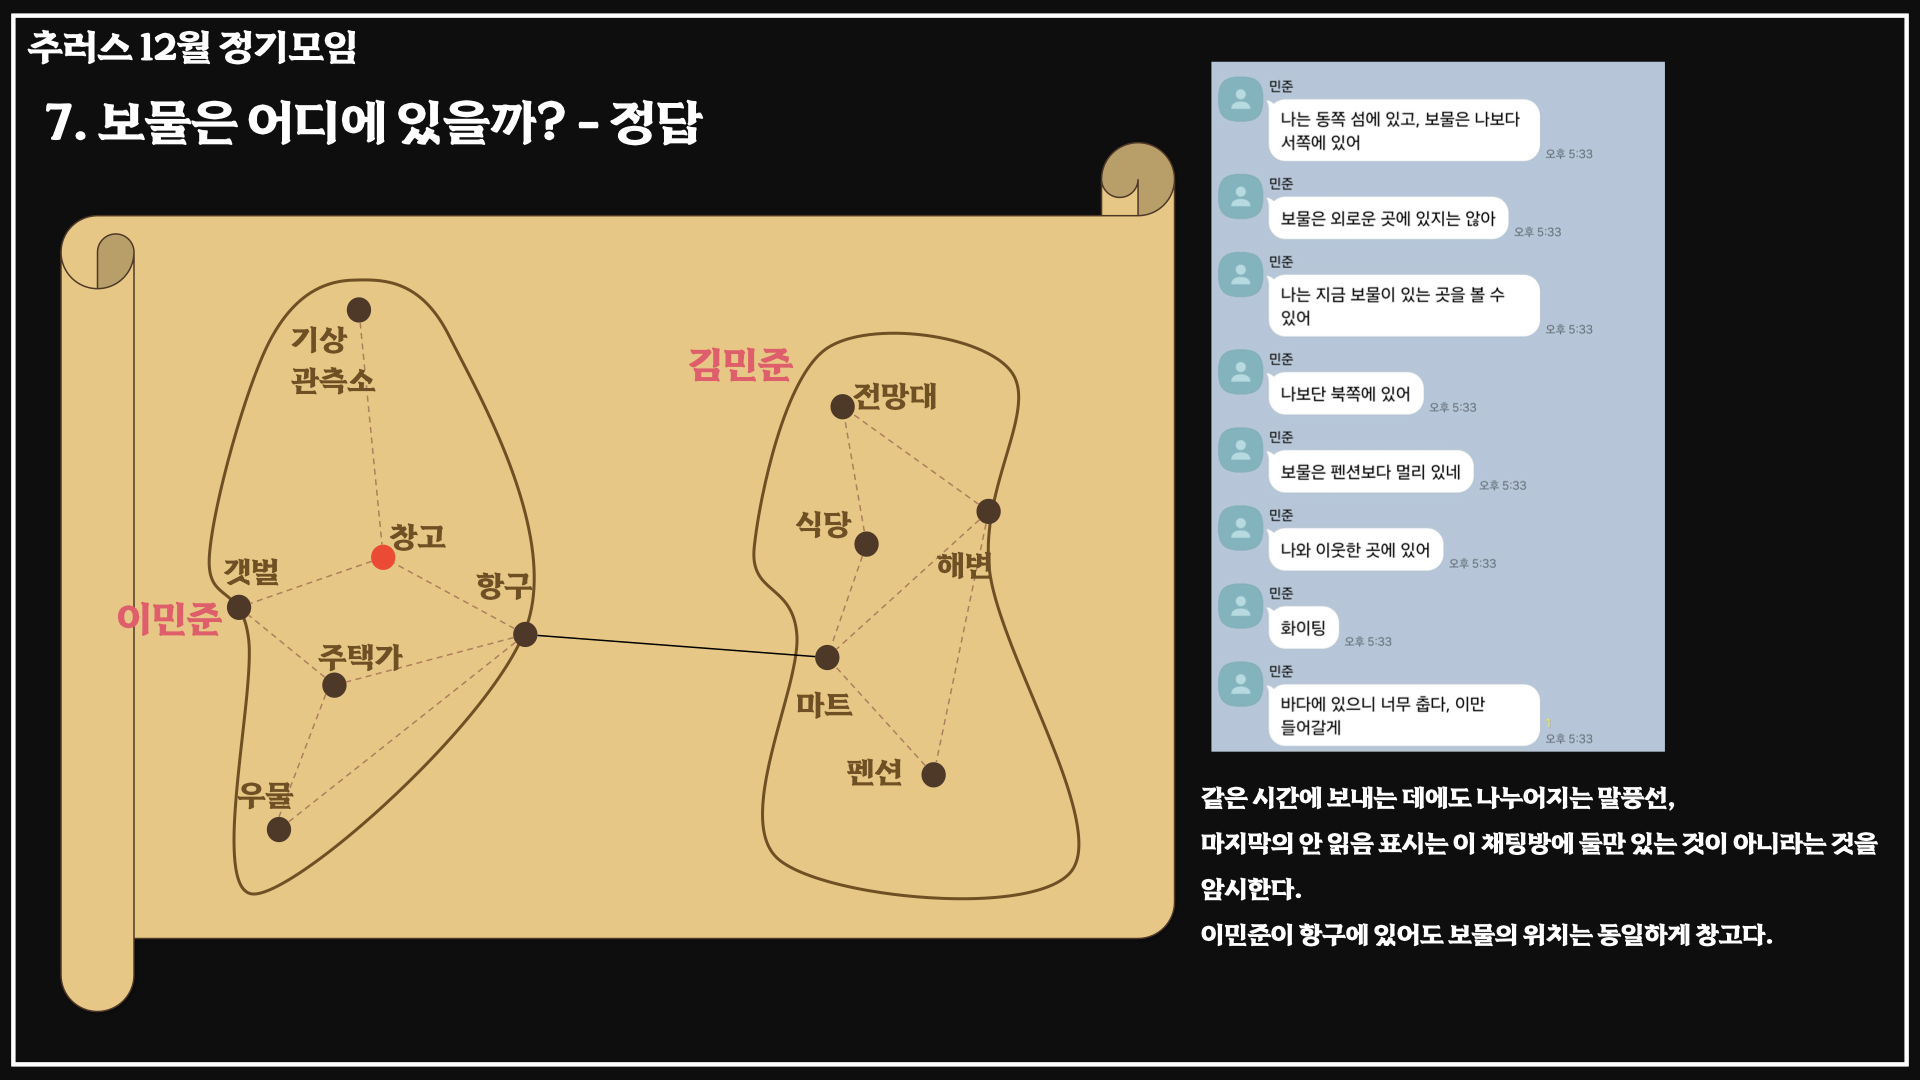 추러스 12월 정기모임
7. 보물은 어디에 있을까? - 정답
기상
관측소
창고
갯벌
항구
이민준
주택가
우물
김민준
전망대
식당
해변
마트
펜션
민준
나는 동쪽 섬에 있고, 보물은 나보다
서쪽에 있어
오후 5:33
민준
보물은 외로운 곳에 있지는 않아
오후 5:33
민준
나는 지금 보물이 있는 곳을 볼 수
있어
오후 5:33
민준
나보단 북쪽에 있어
오후 5:33
민준
보물은 펜션보다 멀리 있네
오후 5:33
민준
나와 이웃한 곳에 있어
오후 5:33
민준
화이팅
오후 5:33
민준
바다에 있으니 너무 춥다, 이만
들어갈게
1
오후 5:33
같은 시간에 보내는 데에도 나누어지는 말풍선,
마지막의 안 읽음 표시는 이 채팅방에 둘만 있는 것이 아니라는 것을
암시한다.
이민준이 항구에 있어도 보물의 위치는 동일하게 창고다.